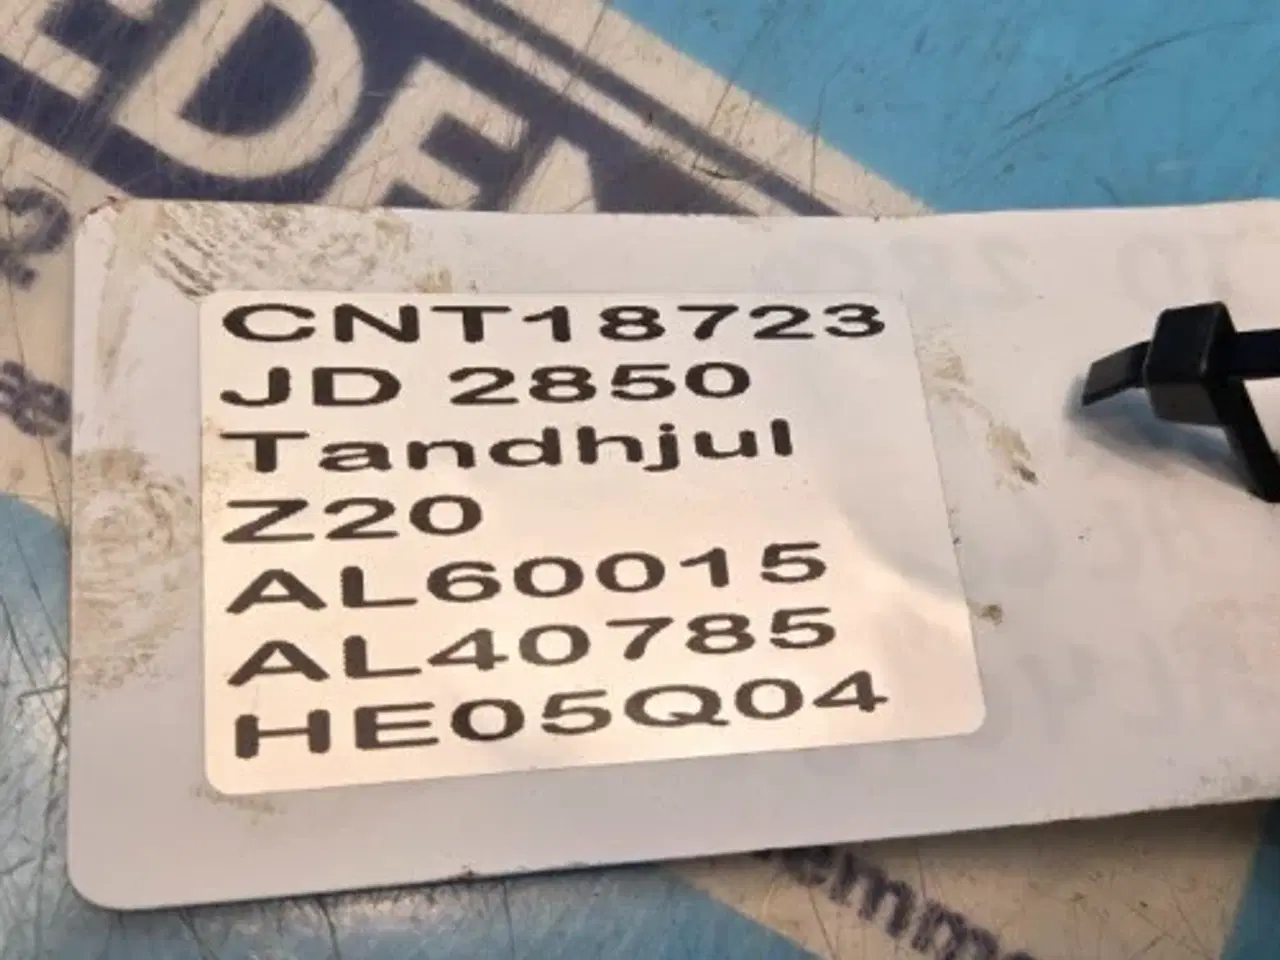 CNT18723
JD 2850
Tandhjul
Z20
AL60015
AL40785
HE05Q04